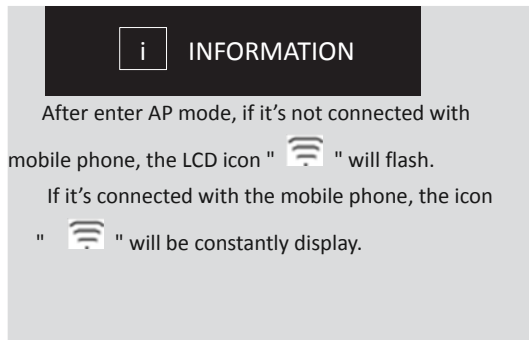 i INFORMATION
After enter AP mode, if it's not connected with
mobile phone, the LCD icon " " will flash.
If it's connected with the mobile phone, the icon
" " will be constantly display.